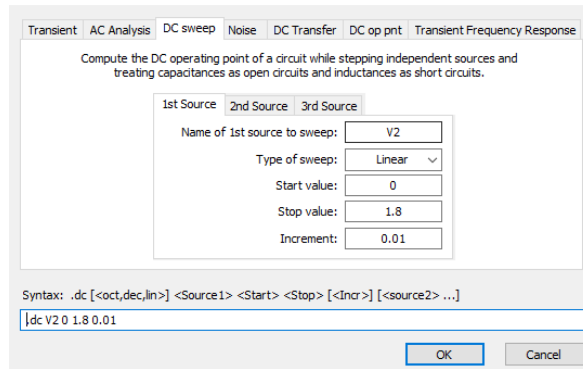 Transient AC Analysis DC sweep Noise DC Transfer DC op pnt Transient Frequency Response
Compute the DC operating point of a circuit while stepping independent sources and
treating capacitances as open circuits and inductances as short circuits.
1st Source 2nd Source 3rd Source
Name of 1st source to sweep: V2
Type of sweep: Linear
Start value: 0
Stop value: 1.8
Increment: 0.01
Syntax: .dc [<oct,dec,lin>] <Source1> <Start> <Stop> [<Incr>] [<source2> ...]
.dc V2 0 1.8 0.01
OK Cancel